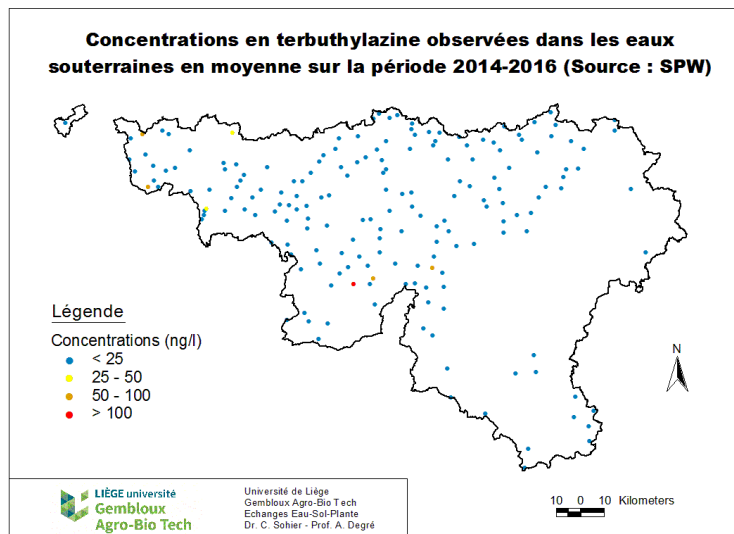 Concentrations en terbuthylazine observées dans les eaux
souterraines en moyenne sur la période 2014-2016 (Source : SPW)
Légende
Concentrations (ng/l)
< 25
25 - 50
50 - 100
> 100
N
LIÈGE université
Gembloux
Agro-Bio Tech
Université de Liège
Gembloux Agro-Bio Tech
Echanges Eau-Sol-Plante
Dr. C. Sohier - Prof. A. Degré
10 0 10 Kilometers